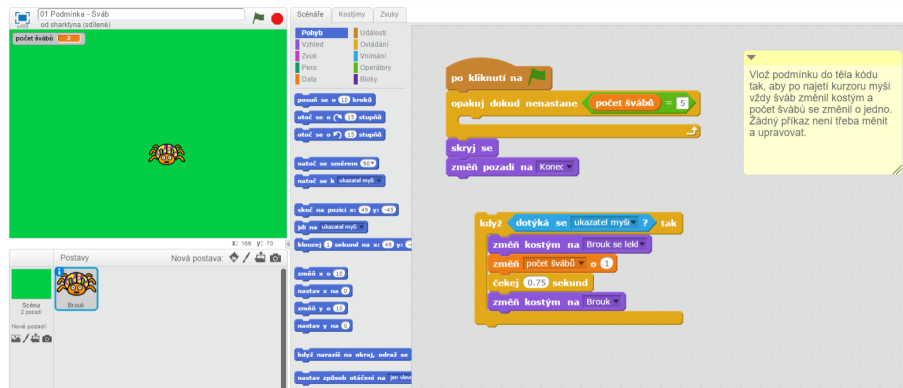 01 Podmínka - Šváb
od sharktyna (sdílené)
v460
počet švábů 2
x: 188 y: 70
Postavy
Nová postava:
Scéna
2 pozadí
Brouk
Nové pozadí:
Scénáře
Kostýmy
Zvuky
Pohyb
Události
Vzhled
Ovládání
Zvuk
Vnímání
Pero
Operátory
Data
Bloky
posuň se o 10 kroků
otoč se o 15 stupňů
otoč se o 15 stupňů
natoč se směrem 90
natoč se k ukazatel myši
skoč na pozici x: 49 y: -43
jdi na ukazatel myši
klouzej 1 sekund na x: 49 y:
změň x o 10
nastav x na 0
změň y o 10
nastav y na 0
když narazíš na okraj, odraž se
nastav způsob otáčení na jen vlevo
po kliknutí na
opakuj dokud nenastane počet švábů = 5
skryj se
změň pozadí na Konec
když dotýká se ukazatel myši ? tak
změň kostým na Brouk se lekl
změň počet švábů o 1
čekej 0.75 sekund
změň kostým na Brouk
Vlož podmínku do těla kódu
tak, aby po najetí kurzoru myši
vždy šváb změnil kostým a
počet švábů se změnil o jedno.
Žádný příkaz není třeba měnit
a upravovat.